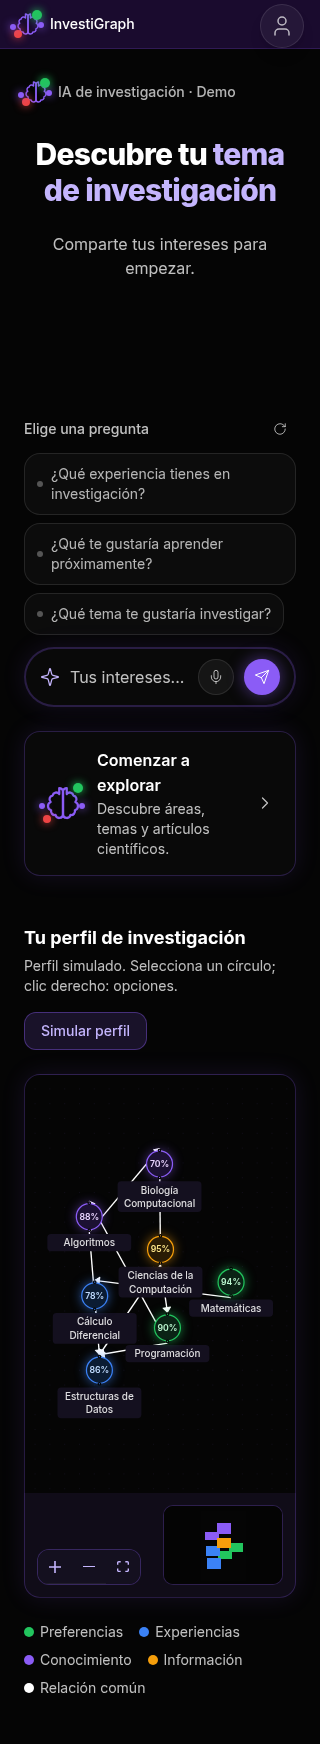 InvestiGraph
IA de investigación · Demo
Descubre tu tema
de investigación
Comparte tus intereses para
empezar.
Elige una pregunta
¿Qué experiencia tienes en
investigación?
¿Qué te gustaría aprender
próximamente?
¿Qué tema te gustaría investigar?
Tus intereses...
Comenzar a
explorar
Descubre áreas,
temas y artículos
científicos.
Tu perfil de investigación
Perfil simulado. Selecciona un círculo;
clic derecho: opciones.
Simular perfil
70%
Biología
Computacional
88%
Algoritmos
95%
Ciencias de la
Computación
94%
Matemáticas
78%
Cálculo
Diferencial
90%
Programación
86%
Estructuras de
Datos
Preferencias
Experiencias
Conocimiento
Información
Relación común